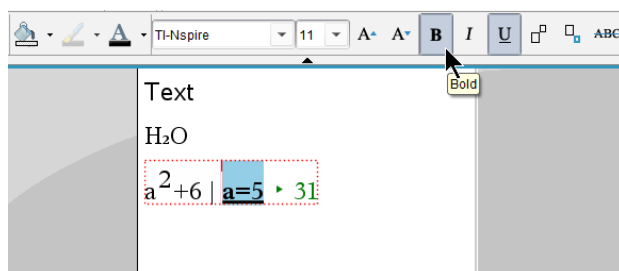 A TI-Nspire 11 A A B I U ABC
Bold
Text
H₂O
a²+6 | a=5 ▸ 31